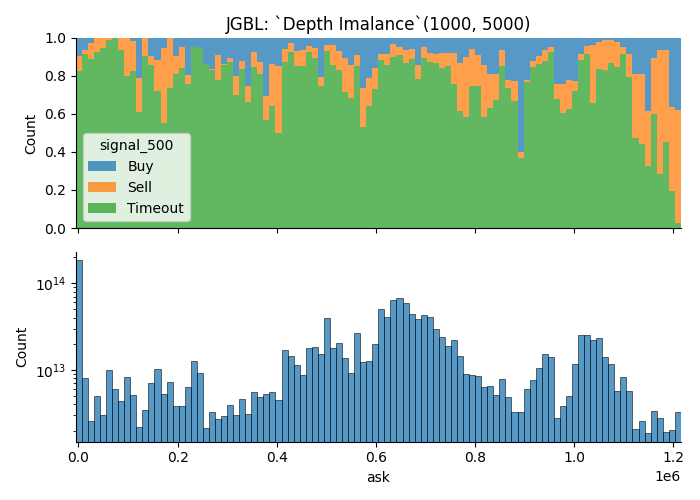 JGBL: `Depth Imalance`(1000, 5000)
1.0
0.8
0.6
0.4
0.2
0.0
Count
signal_500
Buy
Sell
Timeout
10^14
10^13
Count
0.0 0.2 0.4 0.6 0.8 1.0 1.2
1e6
ask